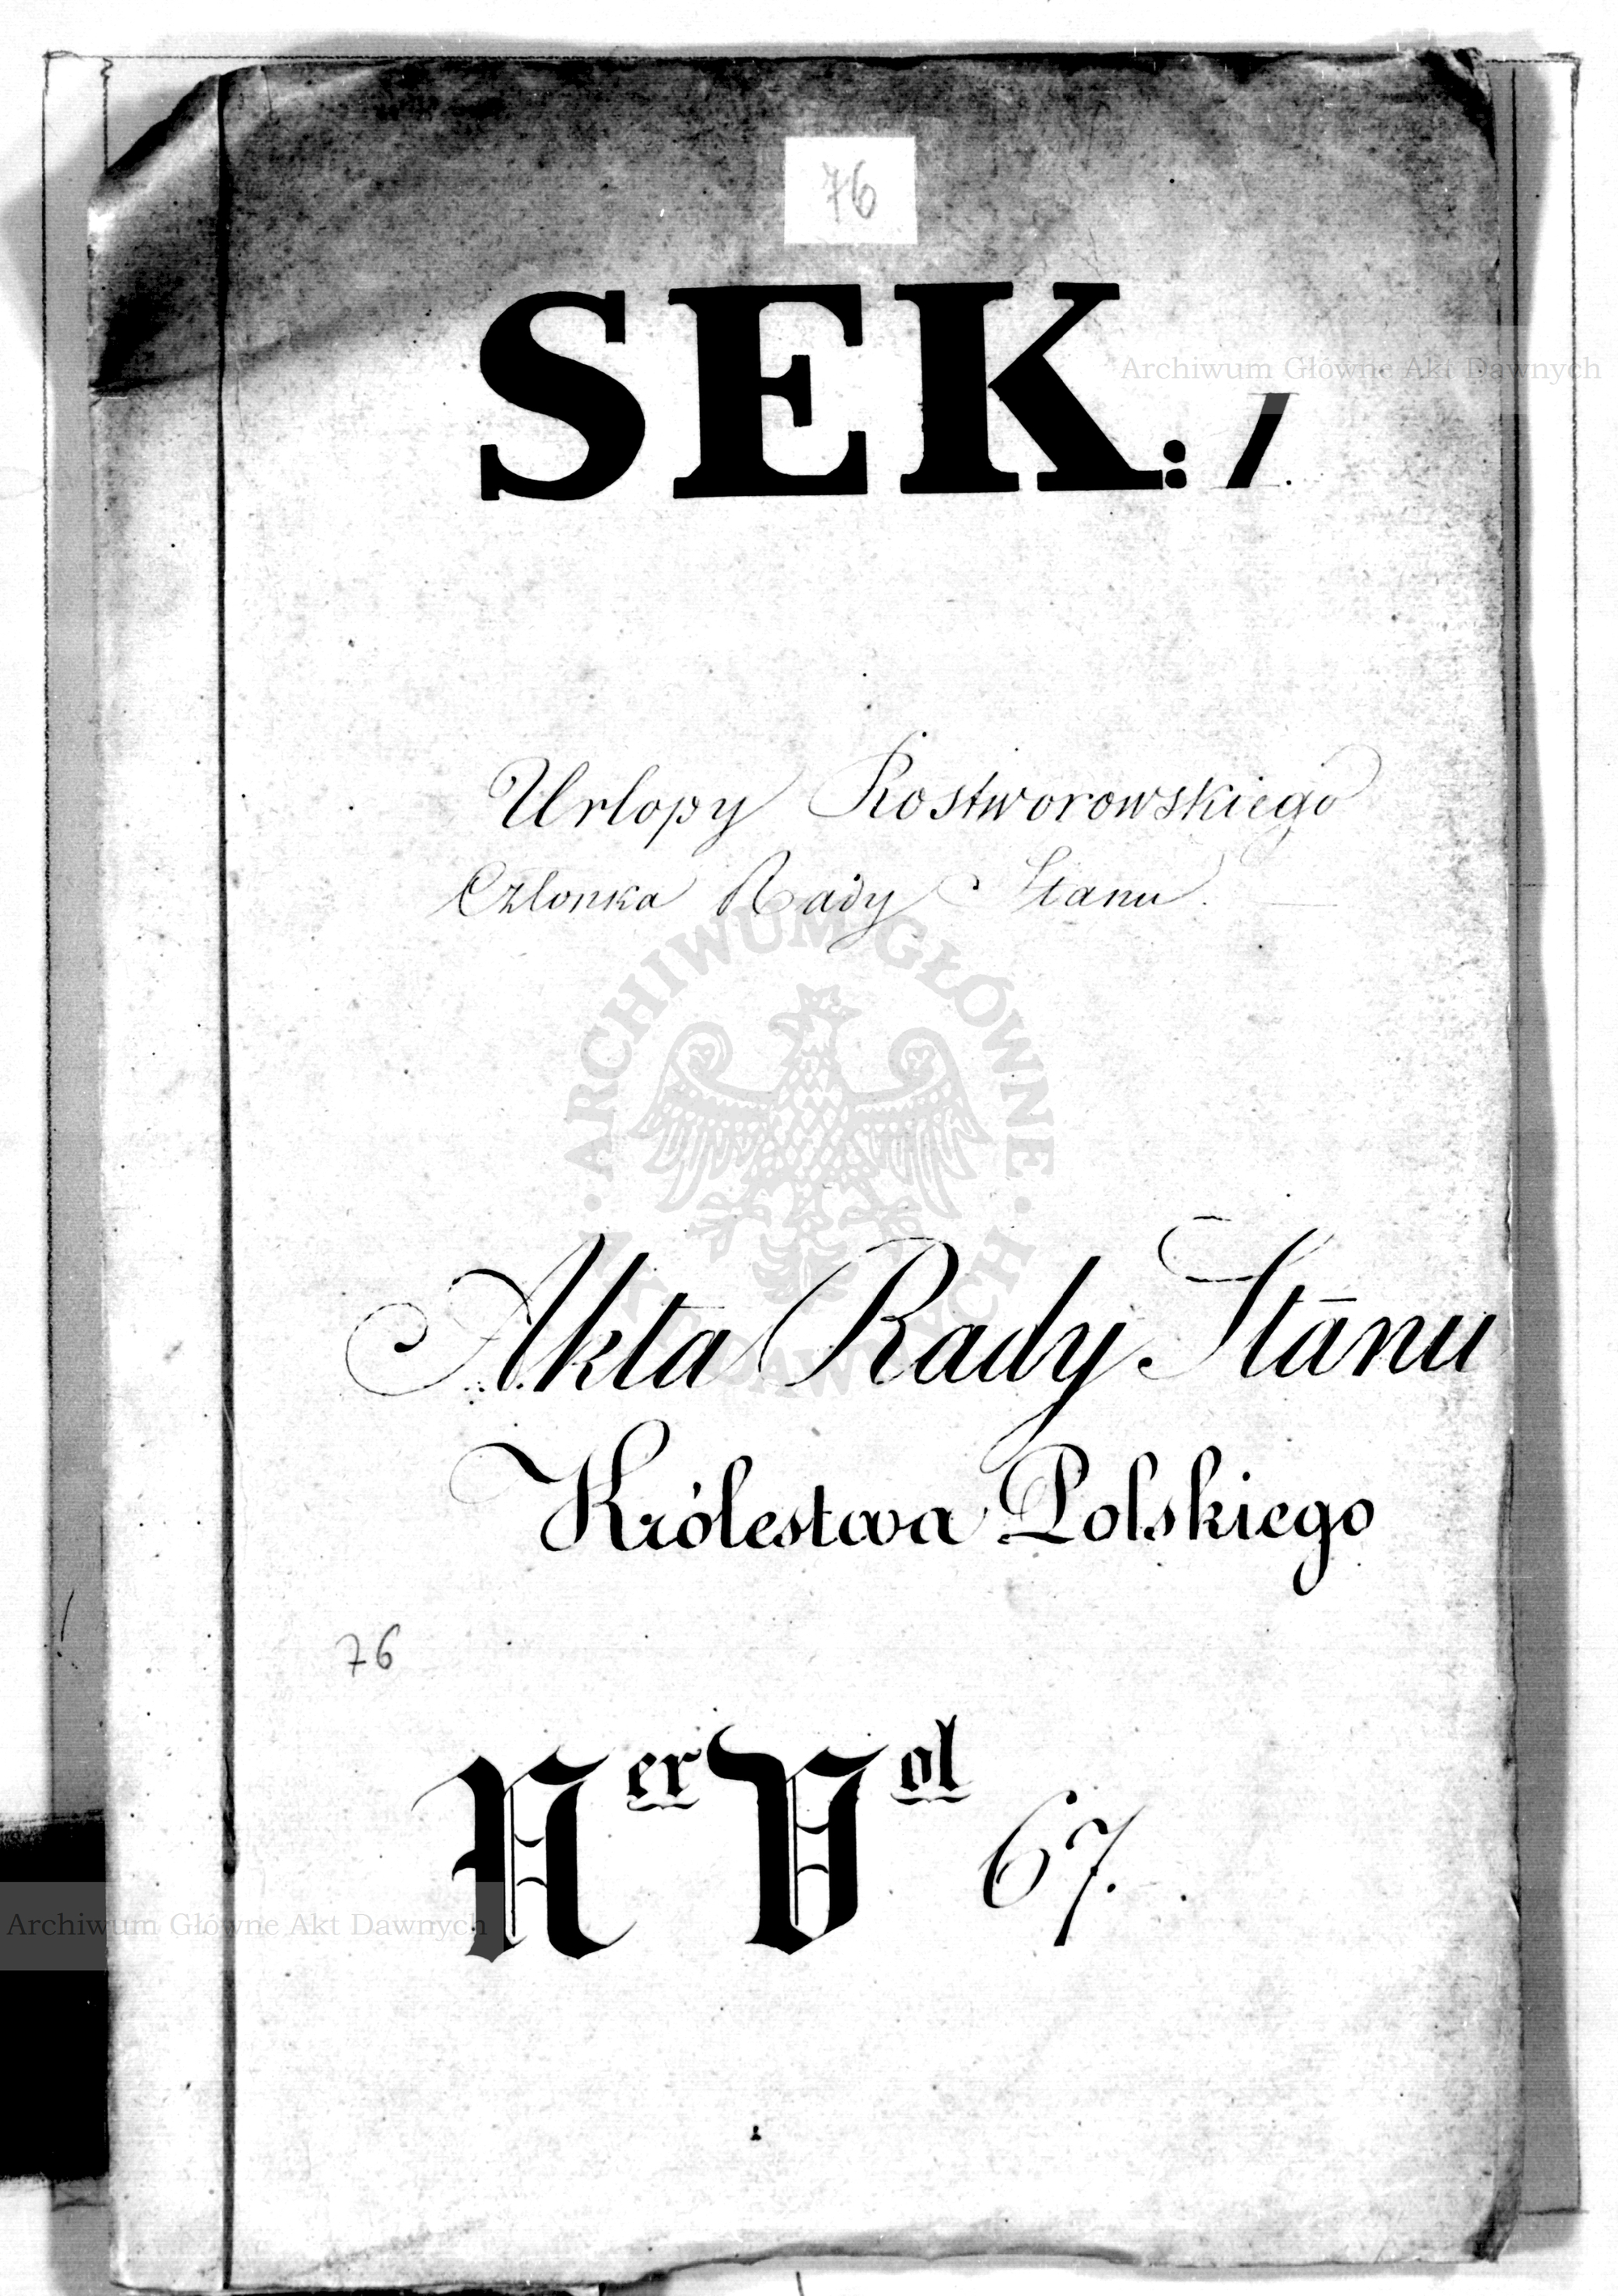 76
SEK: 1.
Archiwum Główne Akt Dawnych
Urlopy Rostworowskiego
Członka Rady Stanu.
ARCHIWUM GŁÓWNE AKT DAWNYCH
Akta Rady Stanu
Królestwa Polskiego
76
Ner Vol 67.
Archiwum Główne Akt Dawnych